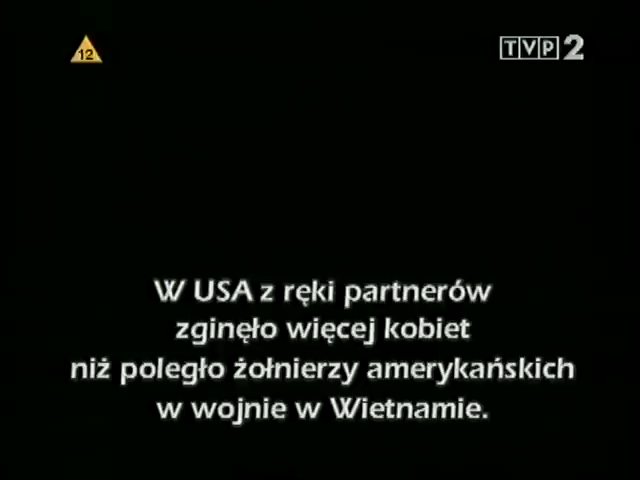 12
TVP2
W USA z ręki partnerów
zginęło więcej kobiet
niż poległo żołnierzy amerykańskich
w wojnie w Wietnamie.